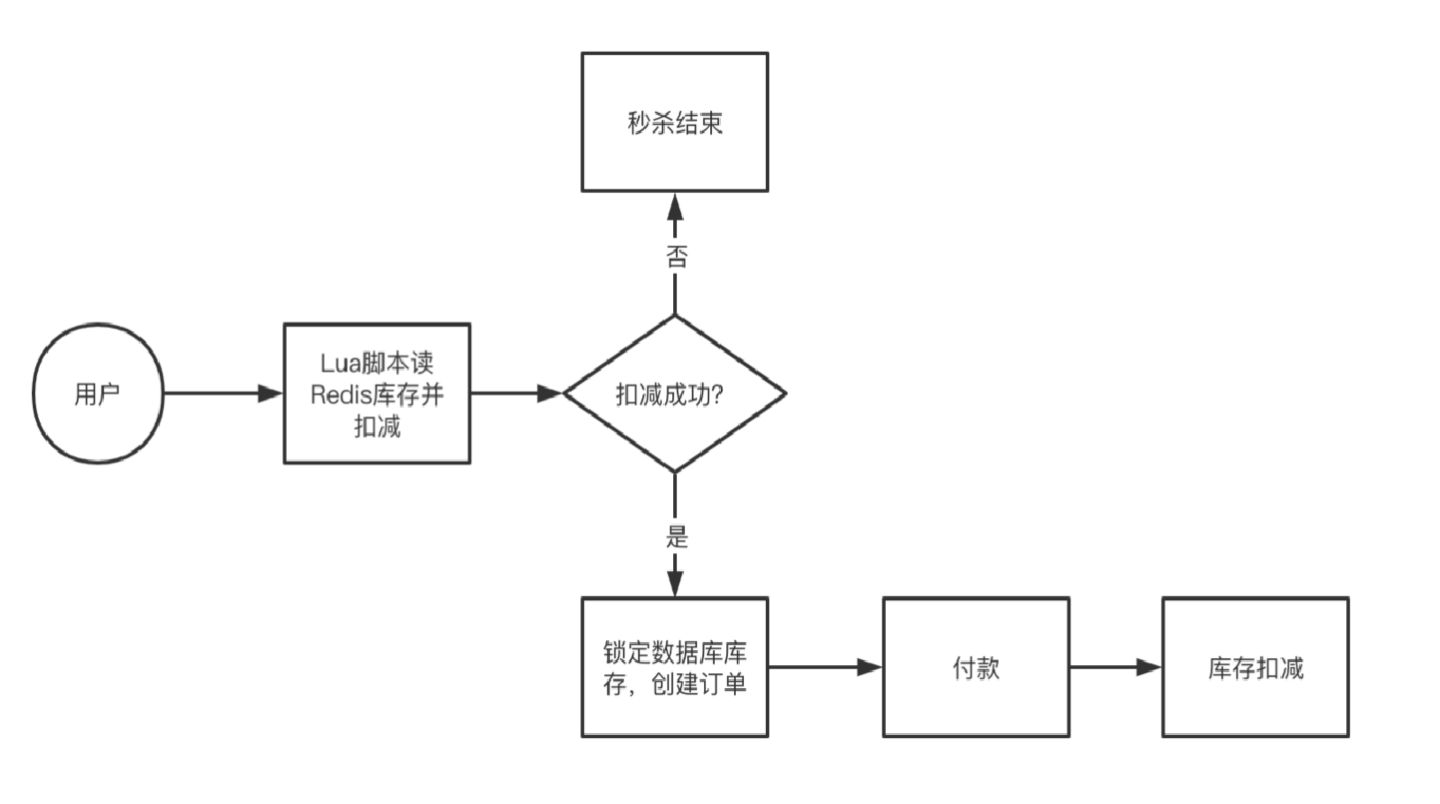 秒杀结束
否
用户
Lua脚本读
Redis库存并
扣减
扣减成功?
是
锁定数据库库
存，创建订单
付款
库存扣减